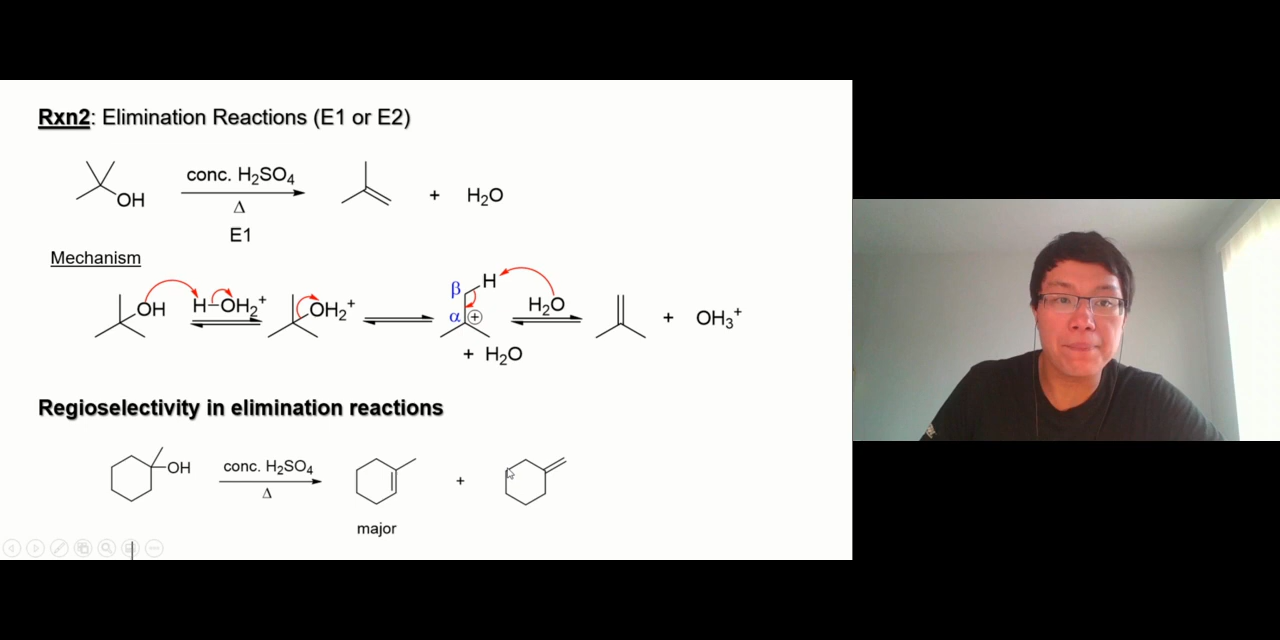 Rxn2: Elimination Reactions (E1 or E2)
OH
conc. H₂SO₄
Δ
E1
+ H₂O
Mechanism
OH
H–OH₂⁺
OH₂⁺
β H
α ⊕
+ H₂O
H₂O
+ OH₃⁺
Regioselectivity in elimination reactions
OH
conc. H₂SO₄
Δ
+
major